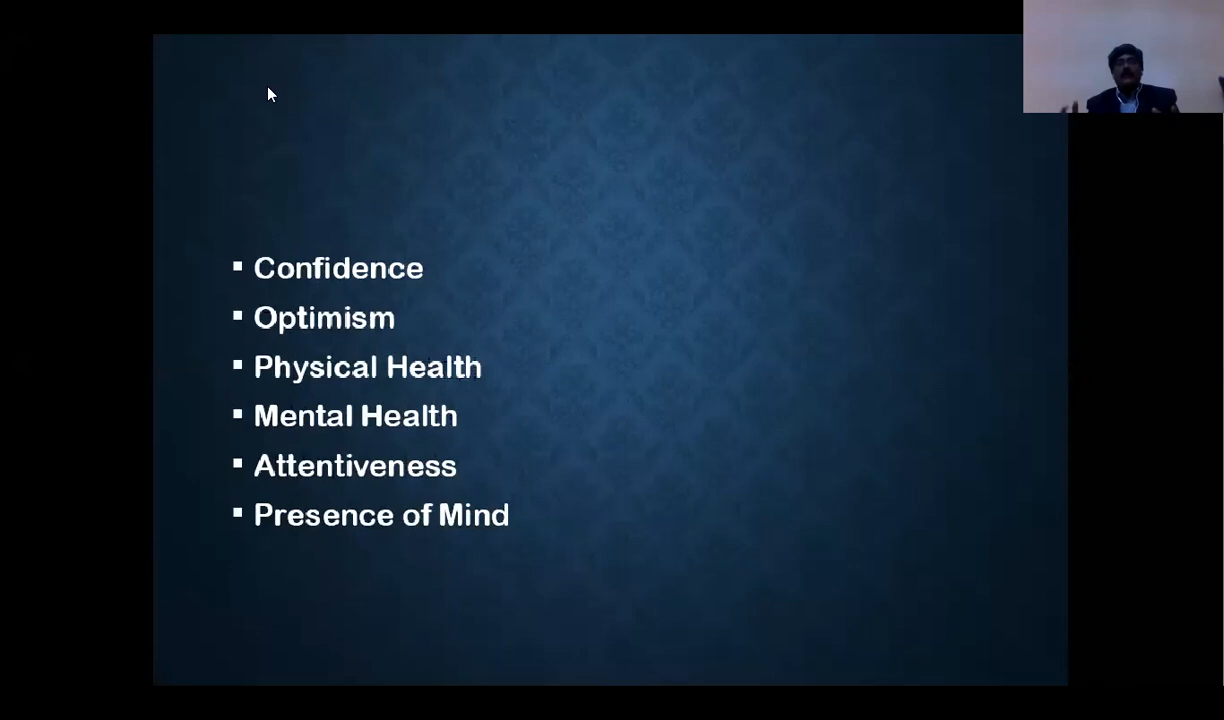 ▪ Confidence
▪ Optimism
▪ Physical Health
▪ Mental Health
▪ Attentiveness
▪ Presence of Mind